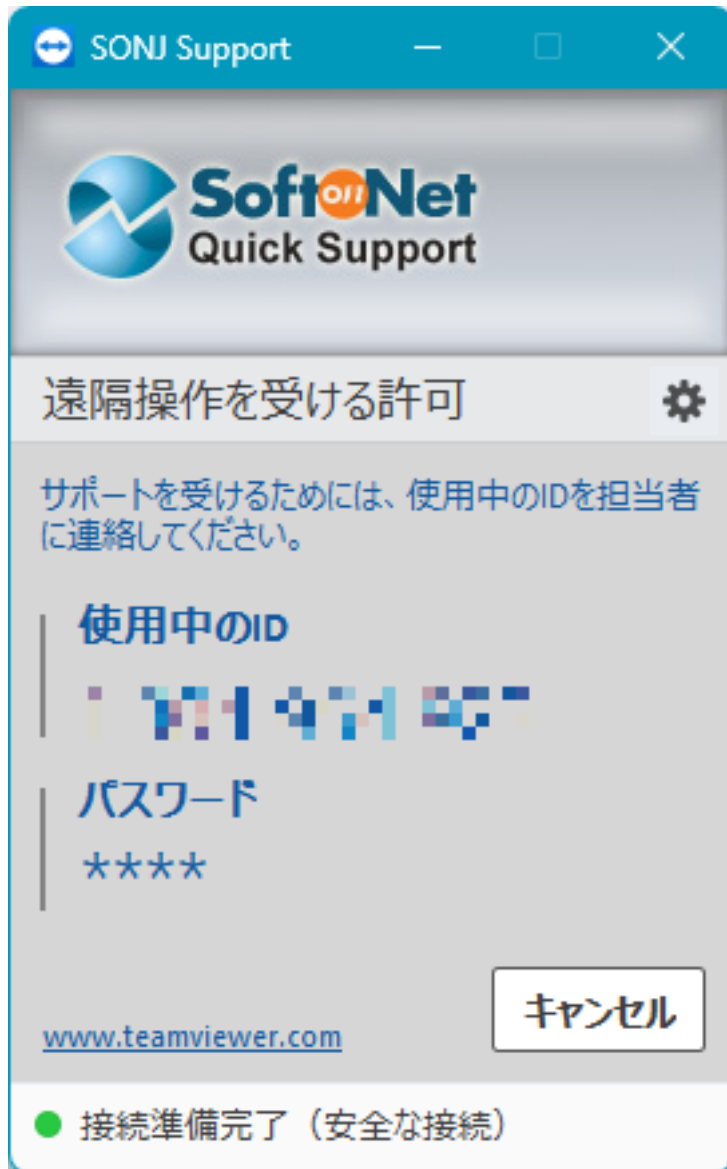 SONJ Support
SoftonNet
Quick Support
遠隔操作を受ける許可
サポートを受けるためには、使用中のIDを担当者
に連絡してください。
使用中のID
パスワード
****
キャンセル
www.teamviewer.com
接続準備完了（安全な接続）